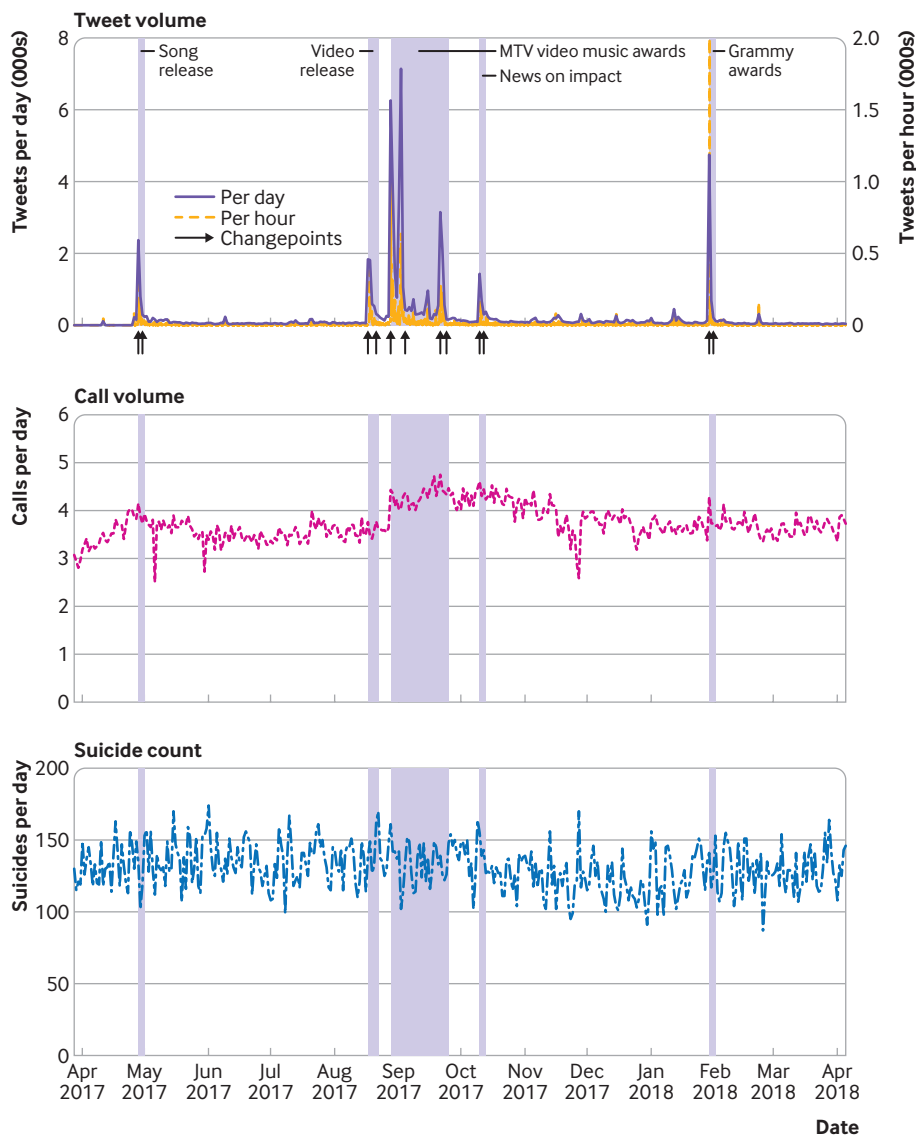 Tweet volume
Tweets per day (000s)
8
6
4
2
0
Song
release
Video
release
MTV video music awards
News on impact
Grammy
awards
Per day
Per hour
Changepoints
2.0
1.5
1.0
0.5
0
Tweets per hour (000s)
Call volume
Calls per day
6
5
4
3
2
1
0
Suicide count
Suicides per day
200
150
100
50
0
Apr May Jun Jul Aug Sep Oct Nov Dec Jan Feb Mar Apr
2017 2017 2017 2017 2017 2017 2017 2017 2017 2018 2018 2018 2018
Date